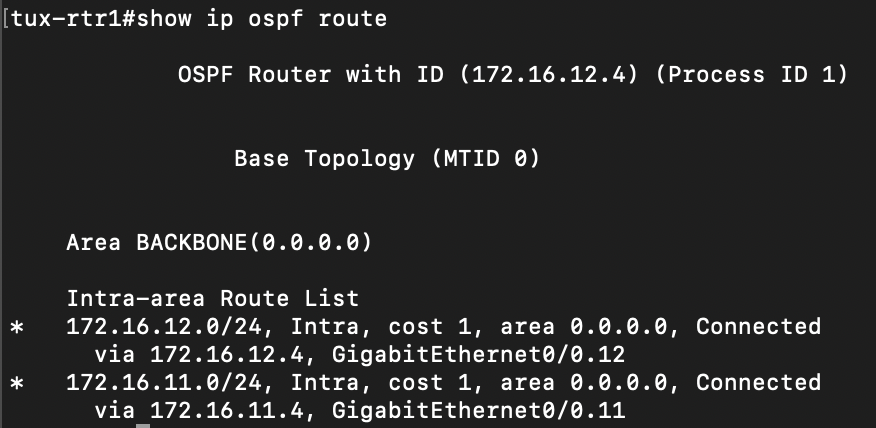 [tux-rtr1#show ip ospf route
OSPF Router with ID (172.16.12.4) (Process ID 1)
Base Topology (MTID 0)
Area BACKBONE(0.0.0.0)
Intra-area Route List
* 172.16.12.0/24, Intra, cost 1, area 0.0.0.0, Connected
via 172.16.12.4, GigabitEthernet0/0.12
* 172.16.11.0/24, Intra, cost 1, area 0.0.0.0, Connected
via 172.16.11.4, GigabitEthernet0/0.11